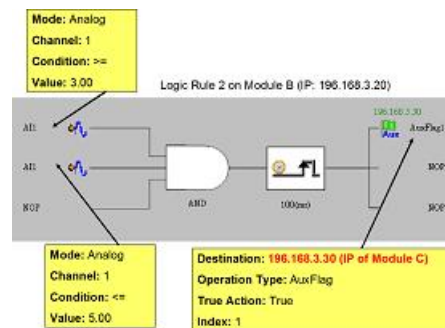 Mode: Analog
Channel: 1
Condition: >=
Value: 3.00
Logic Rule 2 on Module B (IP: 196.168.3.20)
196.168.3.30
AI1
Aux
AuxFlag1
AI1
NOP
NOP
AND
100(ms)
NOP
Mode: Analog
Channel: 1
Condition: <=
Value: 5.00
Destination: 196.168.3.30 (IP of Module C)
Operation Type: AuxFlag
True Action: True
Index: 1